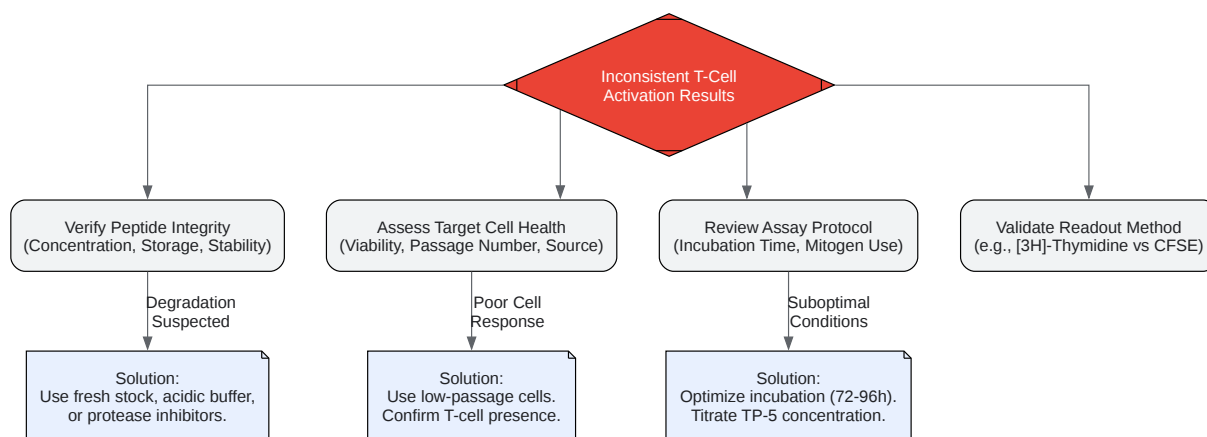 Inconsistent T-Cell
Activation Results
Verify Peptide Integrity
(Concentration, Storage, Stability)
Assess Target Cell Health
(Viability, Passage Number, Source)
Review Assay Protocol
(Incubation Time, Mitogen Use)
Validate Readout Method
(e.g., [3H]-Thymidine vs CFSE)
Degradation
Suspected
Poor Cell
Response
Suboptimal
Conditions
Solution:
Use fresh stock, acidic buffer,
or protease inhibitors.
Solution:
Use low-passage cells.
Confirm T-cell presence.
Solution:
Optimize incubation (72-96h).
Titrate TP-5 concentration.